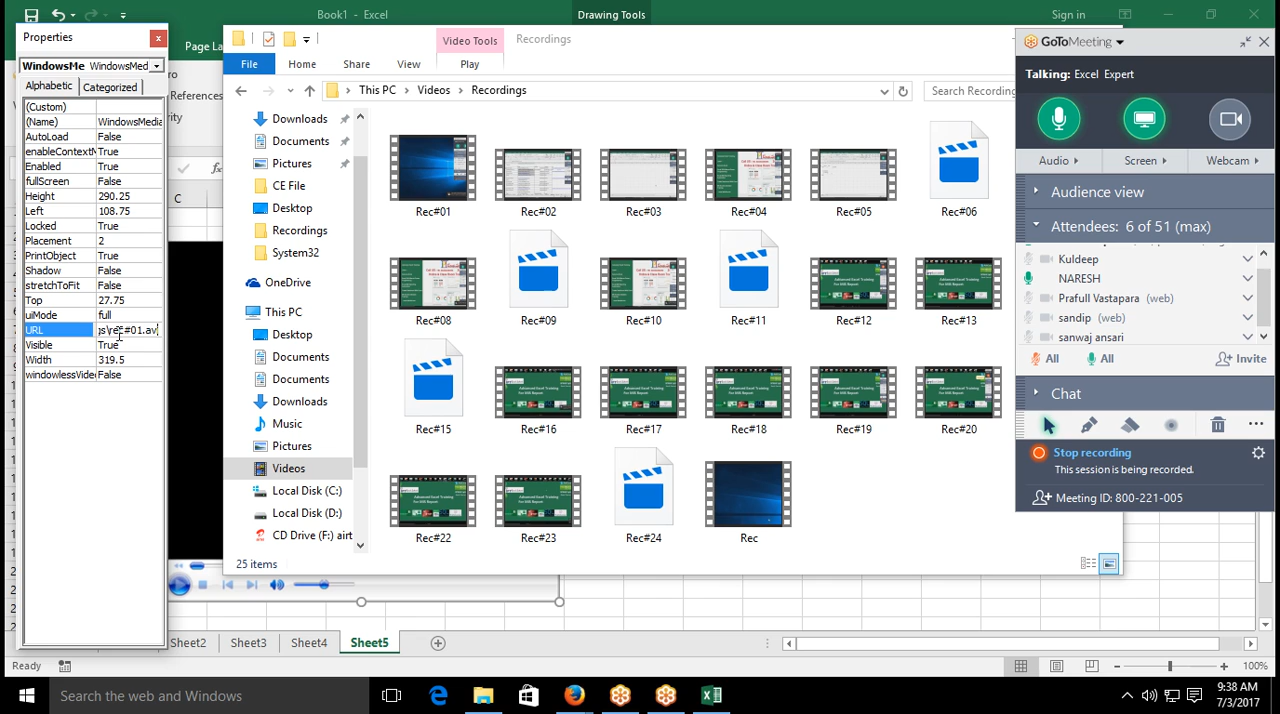 Book1 - Excel
Drawing Tools
Sign in
Properties
Page La
Video Tools
Recordings
GoToMeeting
WindowsMe WindowsMed
File
Home
Share
View
Play
Talking: Excel Expert
Alphabetic
Categorized
This PC
Videos
Recordings
Search Recording
(Custom)
(Name) WindowsMedia
AutoLoad False
Enabled True
fullScreen False
Height 290.25
Left 108.75
Locked True
Placement 2
PrintObject True
Shadow False
stretchToFit False
Top 27.75
uiMode full
URL
Visible True
Width 319.5
windowlessVideo False
References
C
Downloads
Documents
Pictures
CE File
Desktop
Recordings
System32
OneDrive
This PC
Desktop
Documents
Documents
Downloads
Music
Pictures
Videos
Local Disk (C:)
Local Disk (D:)
CD Drive (F:) airt
Rec#01
Rec#02
Rec#03
Rec#04
Rec#05
Rec#06
Rec#08
Rec#09
Rec#10
Rec#11
Rec#12
Rec#13
Rec#15
Rec#16
Rec#17
Rec#18
Rec#19
Rec#20
Rec#22
Rec#23
Rec#24
Rec
25 items
Audio
Screen
Webcam
Audience view
Attendees: 6 of 51 (max)
Kuldeep
NARESH
Prafull Vastapara (web)
sandip (web)
sanwaj ansari
All
All
Invite
Chat
Stop recording
This session is being recorded.
Meeting ID: 800-221-005
Sheet2
Sheet3
Sheet4
Sheet5
Ready
100%
Search the web and Windows
9:38 AM
7/3/2017